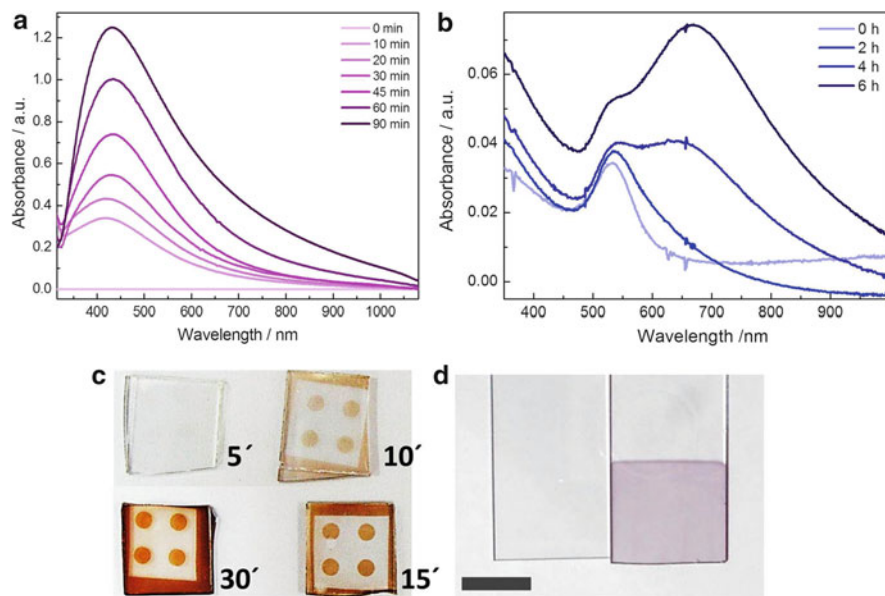 a
1.2
1.0
0.8
0.6
0.4
0.2
0.0
Absorbance / a.u.
400 500 600 700 800 900 1000
Wavelength / nm
0 min
10 min
20 min
30 min
45 min
60 min
90 min
b
0.06
0.04
0.02
0.00
Absorbance / a.u.
400 500 600 700 800 900
Wavelength /nm
0 h
2 h
4 h
6 h
c
5´
10´
30´
15´
d